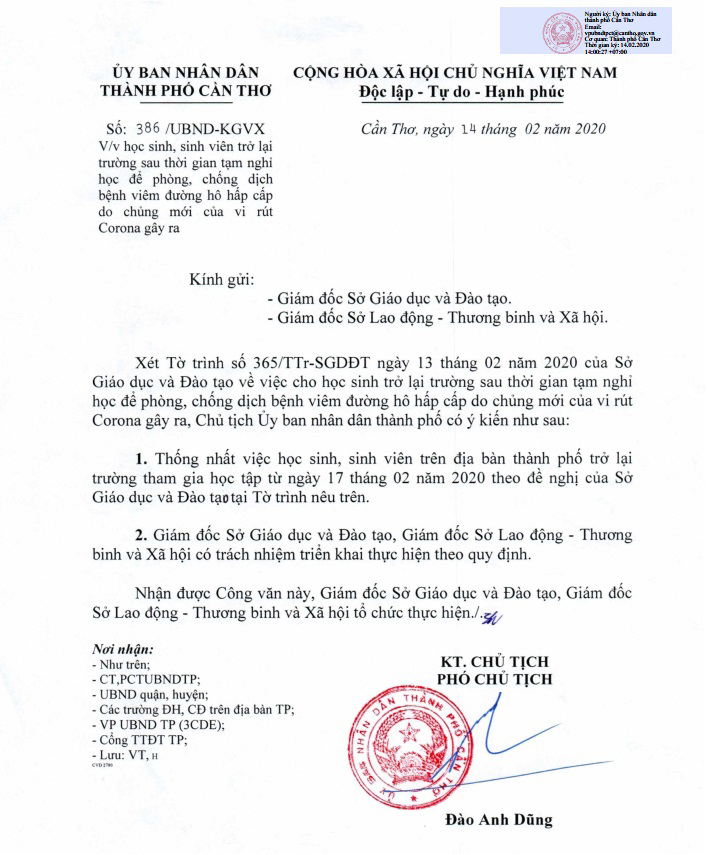 Người ký: Ủy ban Nhân dân
thành phố Cần Thơ
Email:
vpubndtpct@cantho.gov.vn
Cơ quan: Thành phố Cần Thơ
Thời gian ký: 14.02.2020
14:00:27 +07:00
ỦY BAN NHÂN DÂN
THÀNH PHỐ CẦN THƠ
CỘNG HÒA XÃ HỘI CHỦ NGHĨA VIỆT NAM
Độc lập - Tự do - Hạnh phúc
Số: 386 /UBND-KGVX
Cần Thơ, ngày 14 tháng 02 năm 2020
V/v học sinh, sinh viên trở lại
trường sau thời gian tạm nghỉ
học để phòng, chống dịch
bệnh viêm đường hô hấp cấp
do chủng mới của vi rút
Corona gây ra
Kính gửi:
- Giám đốc Sở Giáo dục và Đào tạo.
- Giám đốc Sở Lao động - Thương binh và Xã hội.
Xét Tờ trình số 365/TTr-SGDĐT ngày 13 tháng 02 năm 2020 của Sở
Giáo dục và Đào tạo về việc cho học sinh trở lại trường sau thời gian tạm nghỉ
học để phòng, chống dịch bệnh viêm đường hô hấp cấp do chủng mới của vi rút
Corona gây ra, Chủ tịch Ủy ban nhân dân thành phố có ý kiến như sau:
1. Thống nhất việc học sinh, sinh viên trên địa bàn thành phố trở lại
trường tham gia học tập từ ngày 17 tháng 02 năm 2020 theo đề nghị của Sở
Giáo dục và Đào tạo tại Tờ trình nêu trên.
2. Giám đốc Sở Giáo dục và Đào tạo, Giám đốc Sở Lao động - Thương
binh và Xã hội có trách nhiệm triển khai thực hiện theo quy định.
Nhận được Công văn này, Giám đốc Sở Giáo dục và Đào tạo, Giám đốc
Sở Lao động - Thương binh và Xã hội tổ chức thực hiện./.
Nơi nhận:
- Như trên;
- CT,PCTUBNDTP;
- UBND quận, huyện;
- Các trường ĐH, CĐ trên địa bàn TP;
- VP UBND TP (3CDE);
- Cổng TTĐT TP;
- Lưu: VT, H
CVĐ 2780
KT. CHỦ TỊCH
PHÓ CHỦ TỊCH
ỦY BAN NHÂN DÂN THÀNH PHỐ CẦN THƠ
Đào Anh Dũng